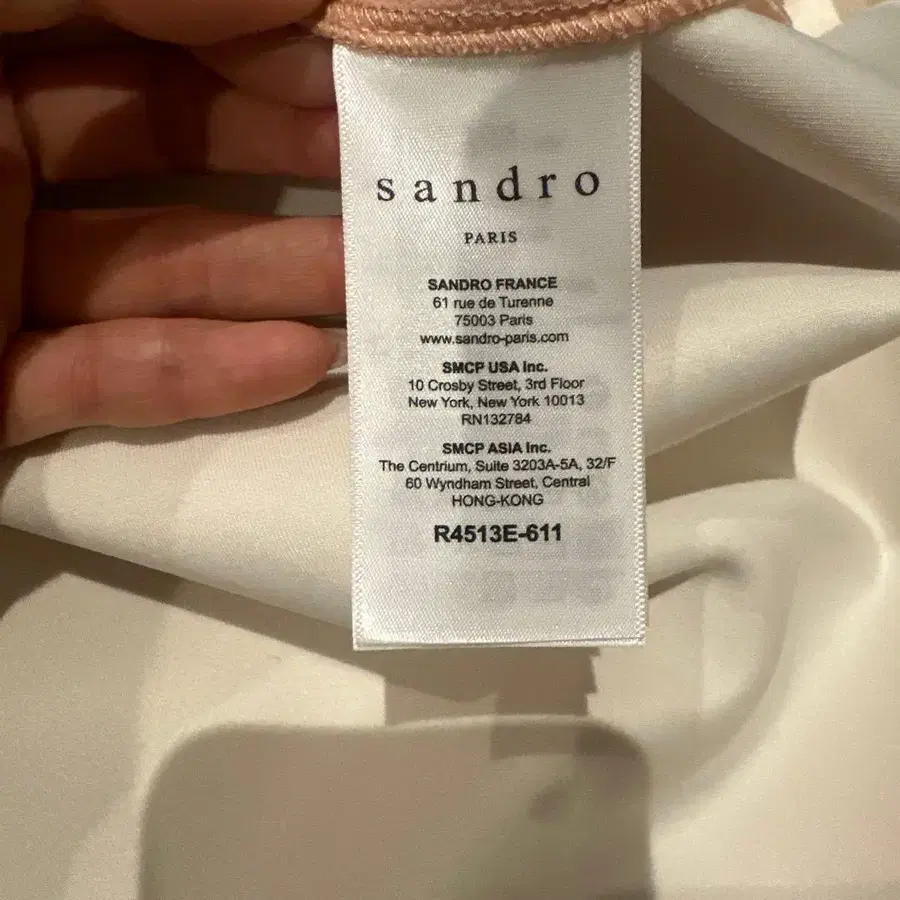 sandro
PARIS
SANDRO FRANCE
61 rue de Turenne
75003 Paris
www.sandro-paris.com
SMCP USA Inc.
10 Crosby Street, 3rd Floor
New York, New York 10013
RN132784
SMCP ASIA Inc.
The Centrium, Suite 3203A-5A, 32/F
60 Wyndham Street, Central
HONG-KONG
R4513E-611